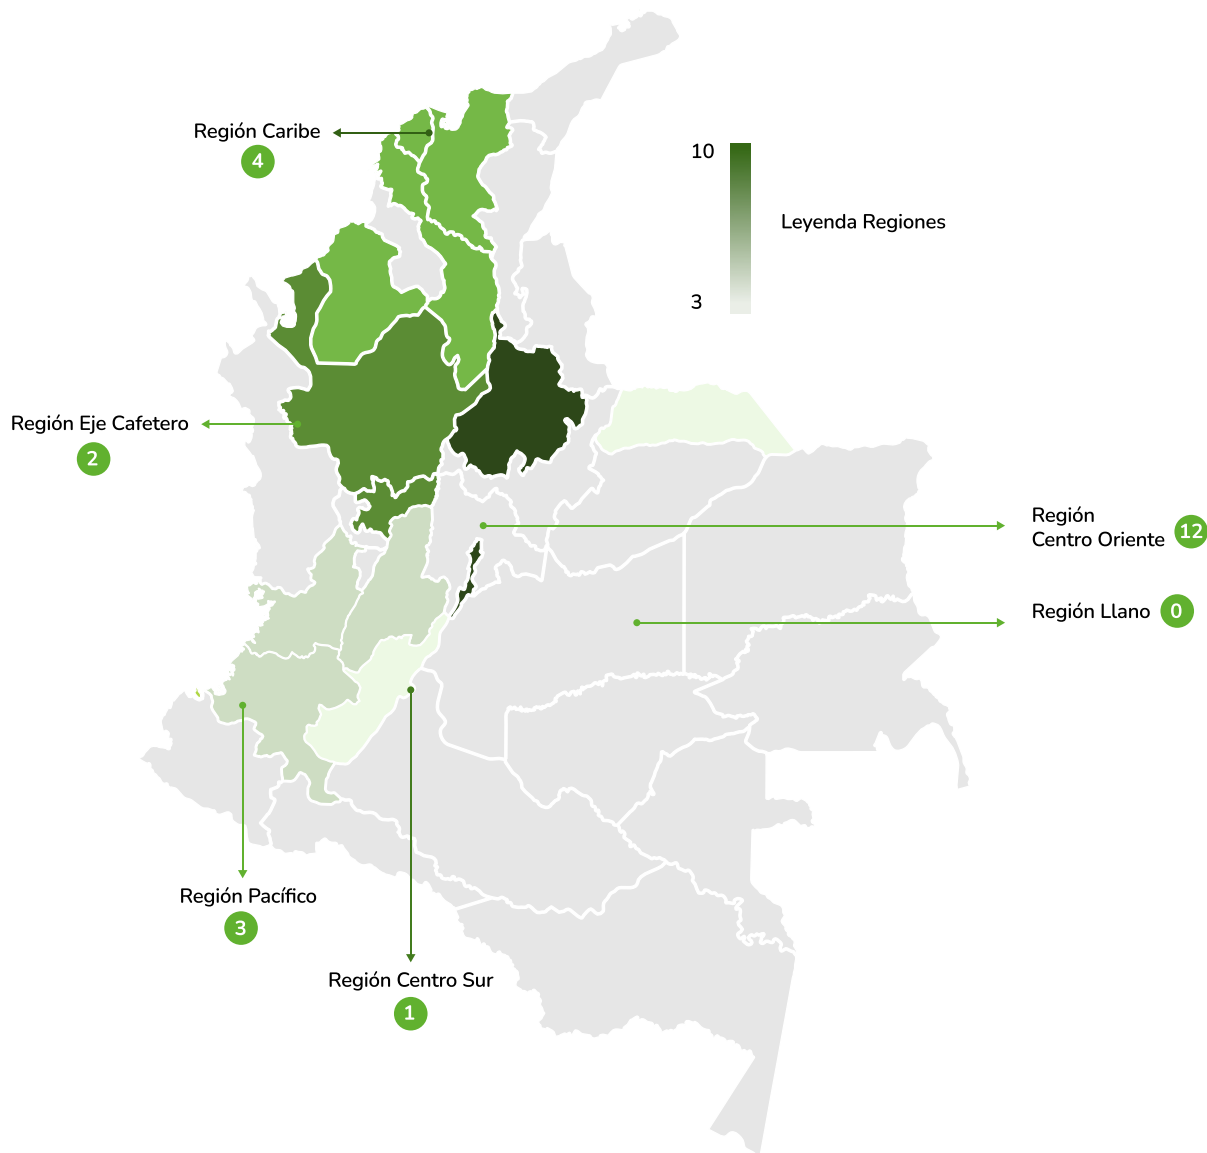 Región Caribe
4
10
Leyenda Regiones
3
Región Eje Cafetero
2
Región
Centro Oriente
12
Región Llano
0
Región Pacífico
3
Región Centro Sur
1